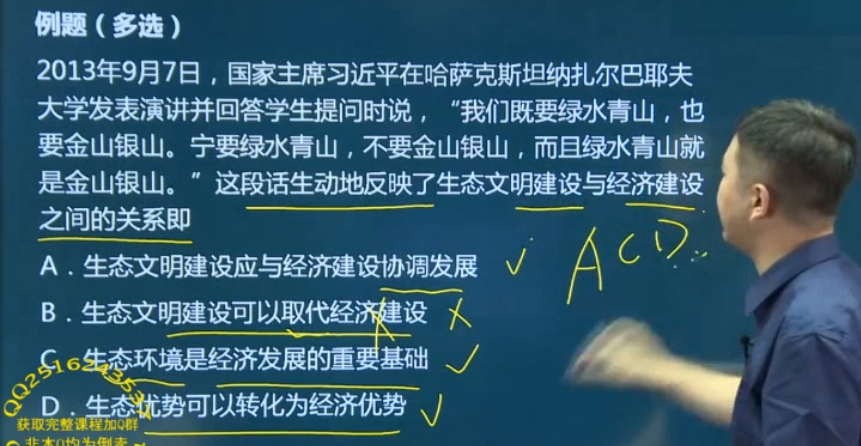 例题（多选）
2013年9月7日，国家主席习近平在哈萨克斯坦纳扎尔巴耶夫
大学发表演讲并回答学生提问时说，“我们既要绿水青山，也
要金山银山。宁要绿水青山，不要金山银山，而且绿水青山就
是金山银山。”这段话生动地反映了生态文明建设与经济建设
之间的关系即
ACD
A．生态文明建设应与经济建设协调发展
B．生态文明建设可以取代经济建设
C．生态环境是经济发展的重要基础
D．生态优势可以转化为经济优势
获取完整课程加Q群